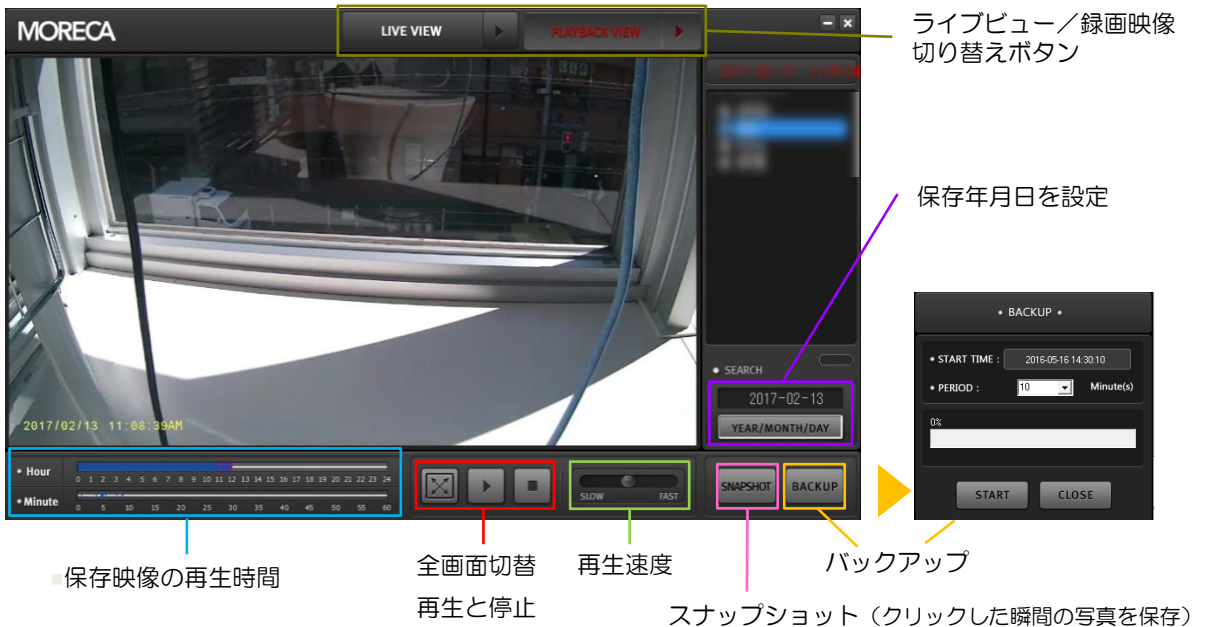 MORECA
LIVE VIEW
PLAYBACK VIEW
ライブビュー/録画映像
切り替えボタン
保存年月日を設定
• SEARCH
2017-02-13
YEAR/MONTH/DAY
2017/02/13 11:08:39AM
• Hour
0 1 2 3 4 5 6 7 8 9 10 11 12 13 14 15 16 17 18 19 20 21 22 23 24
• Minute
0 5 10 15 20 25 30 35 40 45 50 55 60
SLOW
FAST
SNAPSHOT
BACKUP
• BACKUP •
• START TIME : 2016-05-16 14:30:10
• PERIOD : 10 Minute(s)
0%
START
CLOSE
■保存映像の再生時間
全画面切替
再生と停止
再生速度
バックアップ
スナップショット(クリックした瞬間の写真を保存)